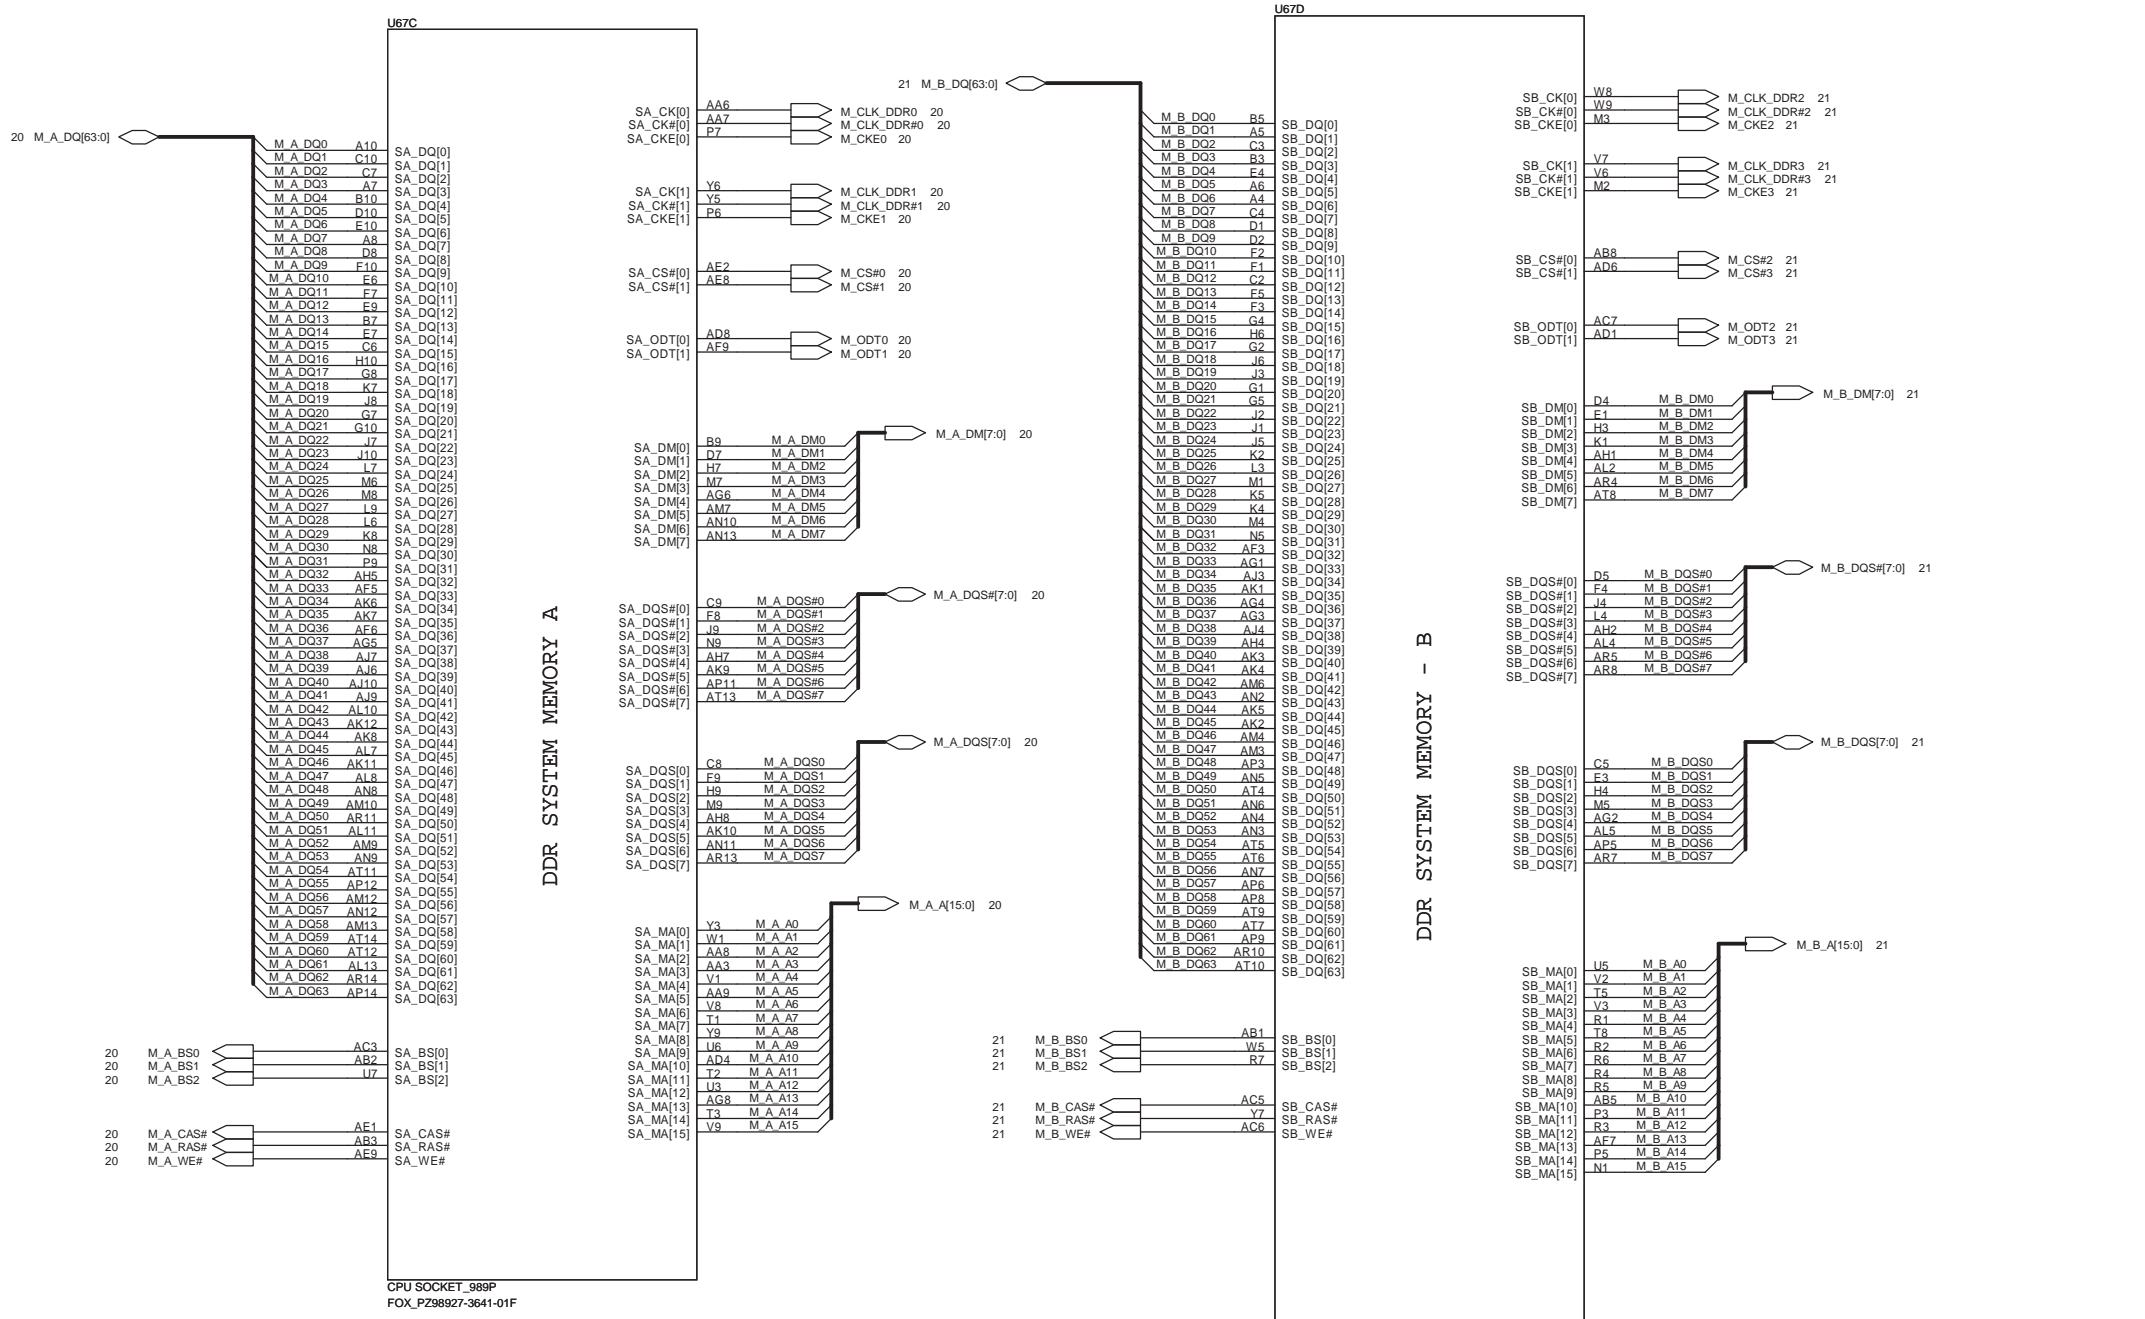 U67C
20 M_A_DQ[63:0]
M_A_DQ0 A10 SA_DQ[0]
M_A_DQ1 C10 SA_DQ[1]
M_A_DQ2 C7 SA_DQ[2]
M_A_DQ3 A7 SA_DQ[3]
M_A_DQ4 B10 SA_DQ[4]
M_A_DQ5 D10 SA_DQ[5]
M_A_DQ6 E10 SA_DQ[6]
M_A_DQ7 A8 SA_DQ[7]
M_A_DQ8 D8 SA_DQ[8]
M_A_DQ9 F10 SA_DQ[9]
M_A_DQ10 E6 SA_DQ[10]
M_A_DQ11 F7 SA_DQ[11]
M_A_DQ12 E9 SA_DQ[12]
M_A_DQ13 B7 SA_DQ[13]
M_A_DQ14 E7 SA_DQ[14]
M_A_DQ15 C6 SA_DQ[15]
M_A_DQ16 H10 SA_DQ[16]
M_A_DQ17 G8 SA_DQ[17]
M_A_DQ18 K7 SA_DQ[18]
M_A_DQ19 J8 SA_DQ[19]
M_A_DQ20 G7 SA_DQ[20]
M_A_DQ21 G10 SA_DQ[21]
M_A_DQ22 J7 SA_DQ[22]
M_A_DQ23 J10 SA_DQ[23]
M_A_DQ24 L7 SA_DQ[24]
M_A_DQ25 M6 SA_DQ[25]
M_A_DQ26 M8 SA_DQ[26]
M_A_DQ27 L9 SA_DQ[27]
M_A_DQ28 L6 SA_DQ[28]
M_A_DQ29 K8 SA_DQ[29]
M_A_DQ30 N8 SA_DQ[30]
M_A_DQ31 P9 SA_DQ[31]
M_A_DQ32 AH5 SA_DQ[32]
M_A_DQ33 AF5 SA_DQ[33]
M_A_DQ34 AK6 SA_DQ[34]
M_A_DQ35 AK7 SA_DQ[35]
M_A_DQ36 AF6 SA_DQ[36]
M_A_DQ37 AG5 SA_DQ[37]
M_A_DQ38 AJ7 SA_DQ[38]
M_A_DQ39 AJ6 SA_DQ[39]
M_A_DQ40 AJ10 SA_DQ[40]
M_A_DQ41 AJ9 SA_DQ[41]
M_A_DQ42 AL10 SA_DQ[42]
M_A_DQ43 AK12 SA_DQ[43]
M_A_DQ44 AK8 SA_DQ[44]
M_A_DQ45 AL7 SA_DQ[45]
M_A_DQ46 AK11 SA_DQ[46]
M_A_DQ47 AL8 SA_DQ[47]
M_A_DQ48 AN8 SA_DQ[48]
M_A_DQ49 AM10 SA_DQ[49]
M_A_DQ50 AR11 SA_DQ[50]
M_A_DQ51 AL11 SA_DQ[51]
M_A_DQ52 AM9 SA_DQ[52]
M_A_DQ53 AN9 SA_DQ[53]
M_A_DQ54 AT11 SA_DQ[54]
M_A_DQ55 AP12 SA_DQ[55]
M_A_DQ56 AM12 SA_DQ[56]
M_A_DQ57 AN12 SA_DQ[57]
M_A_DQ58 AM13 SA_DQ[58]
M_A_DQ59 AT14 SA_DQ[59]
M_A_DQ60 AT12 SA_DQ[60]
M_A_DQ61 AL13 SA_DQ[61]
M_A_DQ62 AR14 SA_DQ[62]
M_A_DQ63 AP14 SA_DQ[63]
20 M_A_BS0 AC3 SA_BS[0]
20 M_A_BS1 AB2 SA_BS[1]
20 M_A_BS2 U7 SA_BS[2]
20 M_A_CAS# AE1 SA_CAS#
20 M_A_RAS# AB3 SA_RAS#
20 M_A_WE# AE9 SA_WE#
DDR SYSTEM MEMORY A
SA_CK[0] AA6 M_CLK_DDR0 20
SA_CK#[0] AA7 M_CLK_DDR#0 20
SA_CKE[0] P7 M_CKE0 20
SA_CK[1] Y6 M_CLK_DDR1 20
SA_CK#[1] Y5 M_CLK_DDR#1 20
SA_CKE[1] P6 M_CKE1 20
SA_CS#[0] AE2 M_CS#0 20
SA_CS#[1] AE8 M_CS#1 20
SA_ODT[0] AD8 M_ODT0 20
SA_ODT[1] AF9 M_ODT1 20
M_A_DM[7:0] 20
SA_DM[0] B9 M_A_DM0
SA_DM[1] D7 M_A_DM1
SA_DM[2] H7 M_A_DM2
SA_DM[3] M7 M_A_DM3
SA_DM[4] AG6 M_A_DM4
SA_DM[5] AM7 M_A_DM5
SA_DM[6] AN10 M_A_DM6
SA_DM[7] AN13 M_A_DM7
M_A_DQS#[7:0] 20
SA_DQS#[0] C9 M_A_DQS#0
SA_DQS#[1] F8 M_A_DQS#1
SA_DQS#[2] J9 M_A_DQS#2
SA_DQS#[3] N9 M_A_DQS#3
SA_DQS#[4] AH7 M_A_DQS#4
SA_DQS#[5] AK9 M_A_DQS#5
SA_DQS#[6] AP11 M_A_DQS#6
SA_DQS#[7] AT13 M_A_DQS#7
M_A_DQS[7:0] 20
SA_DQS[0] C8 M_A_DQS0
SA_DQS[1] F9 M_A_DQS1
SA_DQS[2] H9 M_A_DQS2
SA_DQS[3] M9 M_A_DQS3
SA_DQS[4] AH8 M_A_DQS4
SA_DQS[5] AK10 M_A_DQS5
SA_DQS[6] AN11 M_A_DQS6
SA_DQS[7] AR13 M_A_DQS7
M_A_A[15:0] 20
SA_MA[0] Y3 M_A_A0
SA_MA[1] W1 M_A_A1
SA_MA[2] AA8 M_A_A2
SA_MA[3] AA3 M_A_A3
SA_MA[4] V1 M_A_A4
SA_MA[5] AA9 M_A_A5
SA_MA[6] V8 M_A_A6
SA_MA[7] T1 M_A_A7
SA_MA[8] Y9 M_A_A8
SA_MA[9] U6 M_A_A9
SA_MA[10] AD4 M_A_A10
SA_MA[11] T2 M_A_A11
SA_MA[12] U3 M_A_A12
SA_MA[13] AG8 M_A_A13
SA_MA[14] T3 M_A_A14
SA_MA[15] V9 M_A_A15
CPU SOCKET_989P
FOX_PZ98927-3641-01F
U67D
21 M_B_DQ[63:0]
M_B_DQ0 B5 SB_DQ[0]
M_B_DQ1 A5 SB_DQ[1]
M_B_DQ2 C3 SB_DQ[2]
M_B_DQ3 B3 SB_DQ[3]
M_B_DQ4 E4 SB_DQ[4]
M_B_DQ5 A6 SB_DQ[5]
M_B_DQ6 A4 SB_DQ[6]
M_B_DQ7 C4 SB_DQ[7]
M_B_DQ8 D1 SB_DQ[8]
M_B_DQ9 D2 SB_DQ[9]
M_B_DQ10 F2 SB_DQ[10]
M_B_DQ11 F1 SB_DQ[11]
M_B_DQ12 C2 SB_DQ[12]
M_B_DQ13 F5 SB_DQ[13]
M_B_DQ14 F3 SB_DQ[14]
M_B_DQ15 G4 SB_DQ[15]
M_B_DQ16 H6 SB_DQ[16]
M_B_DQ17 G2 SB_DQ[17]
M_B_DQ18 J6 SB_DQ[18]
M_B_DQ19 J3 SB_DQ[19]
M_B_DQ20 G1 SB_DQ[20]
M_B_DQ21 G5 SB_DQ[21]
M_B_DQ22 J2 SB_DQ[22]
M_B_DQ23 J1 SB_DQ[23]
M_B_DQ24 J5 SB_DQ[24]
M_B_DQ25 K2 SB_DQ[25]
M_B_DQ26 L3 SB_DQ[26]
M_B_DQ27 M1 SB_DQ[27]
M_B_DQ28 K5 SB_DQ[28]
M_B_DQ29 K4 SB_DQ[29]
M_B_DQ30 M4 SB_DQ[30]
M_B_DQ31 N5 SB_DQ[31]
M_B_DQ32 AF3 SB_DQ[32]
M_B_DQ33 AG1 SB_DQ[33]
M_B_DQ34 AJ3 SB_DQ[34]
M_B_DQ35 AK1 SB_DQ[35]
M_B_DQ36 AG4 SB_DQ[36]
M_B_DQ37 AG3 SB_DQ[37]
M_B_DQ38 AJ4 SB_DQ[38]
M_B_DQ39 AH4 SB_DQ[39]
M_B_DQ40 AK3 SB_DQ[40]
M_B_DQ41 AK4 SB_DQ[41]
M_B_DQ42 AM6 SB_DQ[42]
M_B_DQ43 AN2 SB_DQ[43]
M_B_DQ44 AK5 SB_DQ[44]
M_B_DQ45 AK2 SB_DQ[45]
M_B_DQ46 AM4 SB_DQ[46]
M_B_DQ47 AM3 SB_DQ[47]
M_B_DQ48 AP3 SB_DQ[48]
M_B_DQ49 AN5 SB_DQ[49]
M_B_DQ50 AT4 SB_DQ[50]
M_B_DQ51 AN6 SB_DQ[51]
M_B_DQ52 AN4 SB_DQ[52]
M_B_DQ53 AN3 SB_DQ[53]
M_B_DQ54 AT5 SB_DQ[54]
M_B_DQ55 AT6 SB_DQ[55]
M_B_DQ56 AN7 SB_DQ[56]
M_B_DQ57 AP6 SB_DQ[57]
M_B_DQ58 AP8 SB_DQ[58]
M_B_DQ59 AT9 SB_DQ[59]
M_B_DQ60 AT7 SB_DQ[60]
M_B_DQ61 AP9 SB_DQ[61]
M_B_DQ62 AR10 SB_DQ[62]
M_B_DQ63 AT10 SB_DQ[63]
21 M_B_BS0 AB1 SB_BS[0]
21 M_B_BS1 W5 SB_BS[1]
21 M_B_BS2 R7 SB_BS[2]
21 M_B_CAS# AC5 SB_CAS#
21 M_B_RAS# Y7 SB_RAS#
21 M_B_WE# AC6 SB_WE#
DDR SYSTEM MEMORY - B
SB_CK[0] W8 M_CLK_DDR2 21
SB_CK#[0] W9 M_CLK_DDR#2 21
SB_CKE[0] M3 M_CKE2 21
SB_CK[1] V7 M_CLK_DDR3 21
SB_CK#[1] V6 M_CLK_DDR#3 21
SB_CKE[1] M2 M_CKE3 21
SB_CS#[0] AB8 M_CS#2 21
SB_CS#[1] AD6 M_CS#3 21
SB_ODT[0] AC7 M_ODT2 21
SB_ODT[1] AD1 M_ODT3 21
M_B_DM[7:0] 21
SB_DM[0] D4 M_B_DM0
SB_DM[1] E1 M_B_DM1
SB_DM[2] H3 M_B_DM2
SB_DM[3] K1 M_B_DM3
SB_DM[4] AH1 M_B_DM4
SB_DM[5] AL2 M_B_DM5
SB_DM[6] AR4 M_B_DM6
SB_DM[7] AT8 M_B_DM7
M_B_DQS#[7:0] 21
SB_DQS#[0] D5 M_B_DQS#0
SB_DQS#[1] F4 M_B_DQS#1
SB_DQS#[2] J4 M_B_DQS#2
SB_DQS#[3] L4 M_B_DQS#3
SB_DQS#[4] AH2 M_B_DQS#4
SB_DQS#[5] AL4 M_B_DQS#5
SB_DQS#[6] AR5 M_B_DQS#6
SB_DQS#[7] AR8 M_B_DQS#7
M_B_DQS[7:0] 21
SB_DQS[0] C5 M_B_DQS0
SB_DQS[1] E3 M_B_DQS1
SB_DQS[2] H4 M_B_DQS2
SB_DQS[3] M5 M_B_DQS3
SB_DQS[4] AG2 M_B_DQS4
SB_DQS[5] AL5 M_B_DQS5
SB_DQS[6] AP5 M_B_DQS6
SB_DQS[7] AR7 M_B_DQS7
M_B_A[15:0] 21
SB_MA[0] U5 M_B_A0
SB_MA[1] V2 M_B_A1
SB_MA[2] T5 M_B_A2
SB_MA[3] V3 M_B_A3
SB_MA[4] R1 M_B_A4
SB_MA[5] T8 M_B_A5
SB_MA[6] R2 M_B_A6
SB_MA[7] R6 M_B_A7
SB_MA[8] R4 M_B_A8
SB_MA[9] R5 M_B_A9
SB_MA[10] AB5 M_B_A10
SB_MA[11] P3 M_B_A11
SB_MA[12] R3 M_B_A12
SB_MA[13] AF7 M_B_A13
SB_MA[14] P5 M_B_A14
SB_MA[15] N1 M_B_A15